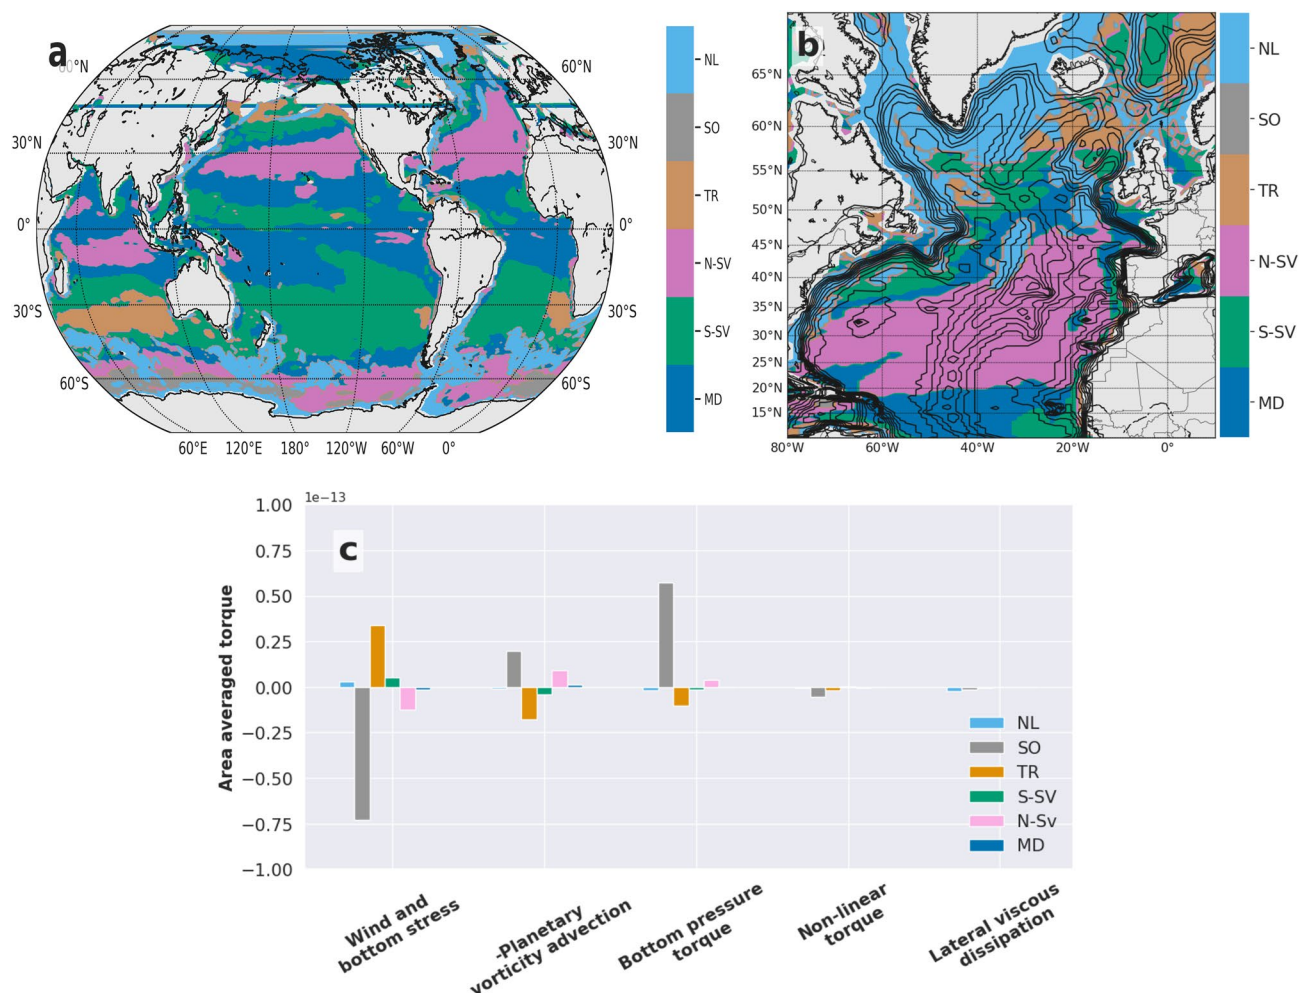 a
60°N
60°N
30°N
30°N
0°
0°
30°S
30°S
60°S
60°S
60°E 120°E 180° 120°W 60°W 0°
NL
SO
TR
N-SV
S-SV
MD
b
65°N
60°N
55°N
50°N
45°N
40°N
35°N
30°N
25°N
20°N
15°N
80°W 60°W 40°W 20°W 0°
NL
SO
TR
N-SV
S-SV
MD
1e−13
c
Area averaged torque
1.00
0.75
0.50
0.25
0.00
−0.25
−0.50
−0.75
−1.00
NL
SO
TR
S-SV
N-Sv
MD
Wind and
bottom stress
-Planetary
vorticity advection
Bottom pressure
torque
Non-linear
torque
Lateral viscous
dissipation